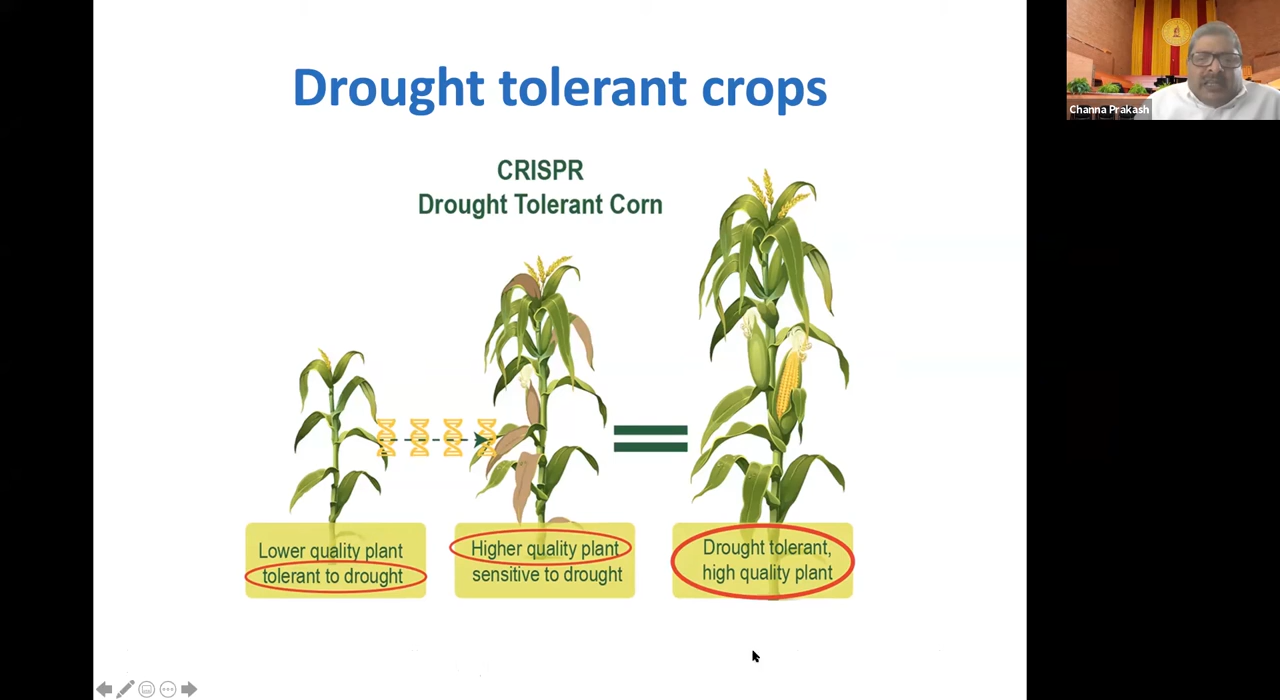 Drought tolerant crops
Channa Prakash
CRISPR
Drought Tolerant Corn
Lower quality plant
tolerant to drought
Higher quality plant
sensitive to drought
Drought tolerant,
high quality plant